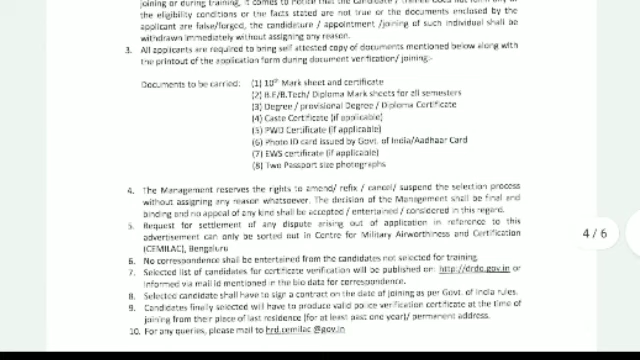 joining or during training, it comes to notice that the candidate / trainee does not
the eligibility conditions or the facts stated are not true or the documents enclosed by the
applicant are false/forged, the candidature / appointment /joining of such individual shall be
withdrawn immediately without assigning any reason.
3. All applicants are required to bring self attested copy of documents mentioned below along with
the printout of the application form during document verification/ joining:-
Documents to be carried: (1) 10th Mark sheet and certificate
(2) B.E/B.Tech/ Diploma Mark sheets for all semesters
(3) Degree / provisional Degree / Diploma Certificate
(4) Caste Certificate (if applicable)
(5) PWD Certificate (if applicable)
(6) Photo ID card issued by Govt. of India/Aadhaar Card
(7) EWS certificate (if applicable)
(8) Two Passport size photographs
4. The Management reserves the rights to amend/ refix / cancel/ suspend the selection process
without assigning any reason whatsoever. The decision of the Management shall be final and
binding and no appeal of any kind shall be accepted / entertained / considered in this regard.
5. Request for settlement of any dispute arising out of application in reference to this
advertisement can only be sorted out in Centre for Military Airworthiness and Certification
(CEMILAC), Bengaluru
6. No correspondence shall be entertained from the candidates not selected for training.
7. Selected list of candidates for certificate verification will be published on: http://drdo.gov.in or
informed via mail id mentioned in the bio data for correspondence.
8. Selected candidate shall have to sign a contract on the date of joining as per Govt. of India rules.
9. Candidates finally selected will have to produce valid police verification certificate at the time of
joining from their place of last residence (for at least past one year)/ permanent address.
10. For any queries, please mail to hrd.cemilac @gov.in
4 / 6